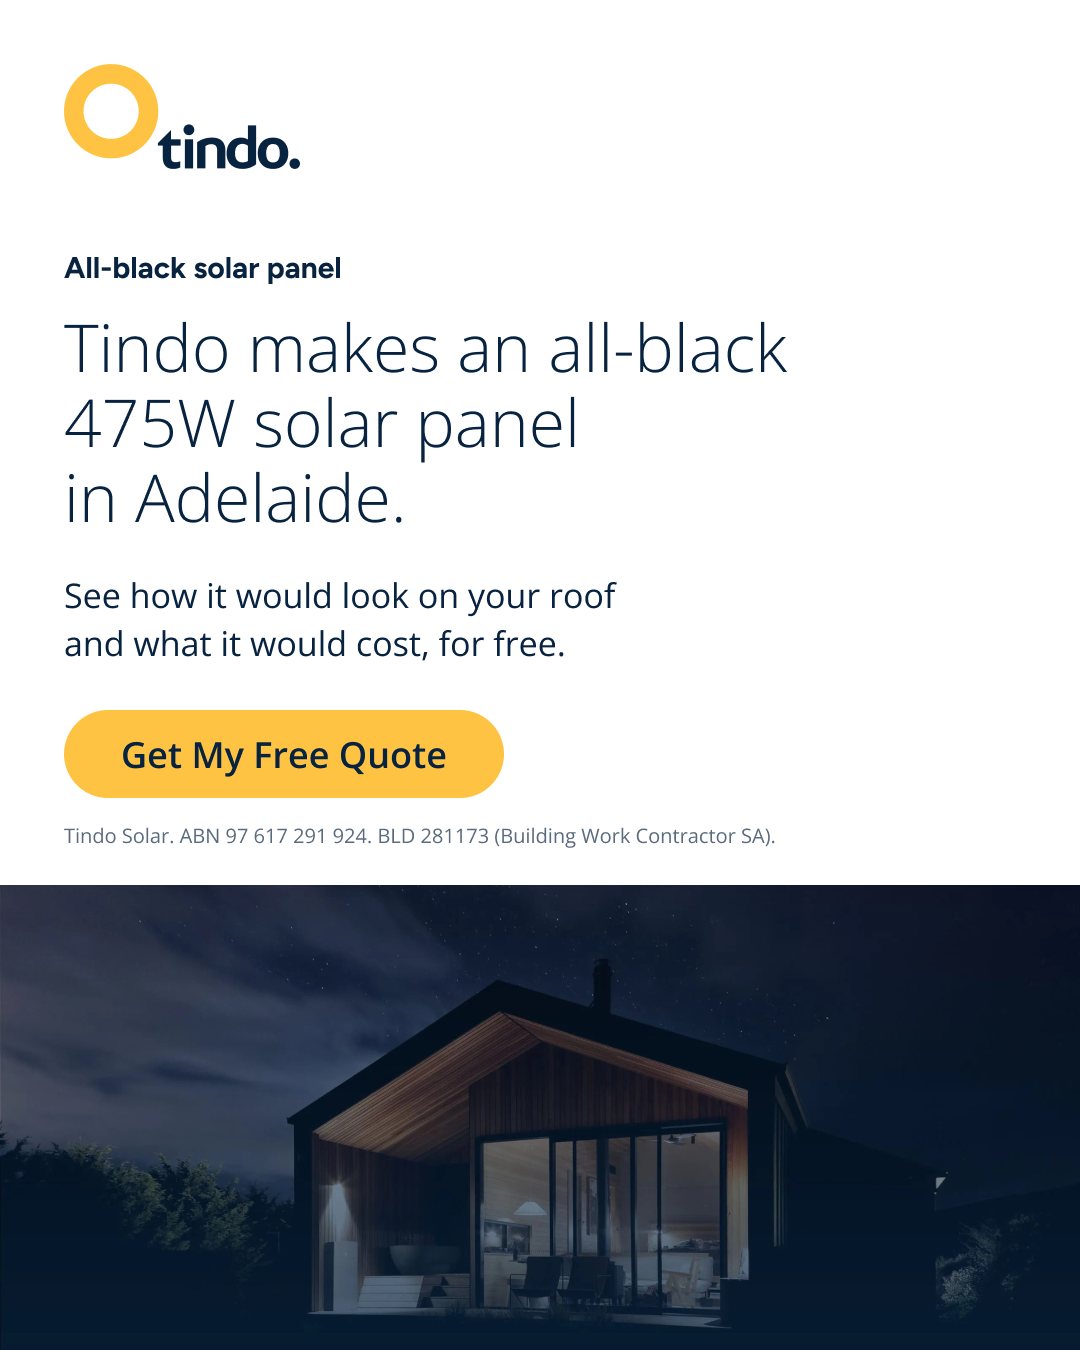 tindo.
All-black solar panel
Tindo makes an all-black
475W solar panel
in Adelaide.
See how it would look on your roof
and what it would cost, for free.
Get My Free Quote
Tindo Solar. ABN 97 617 291 924. BLD 281173 (Building Work Contractor SA).